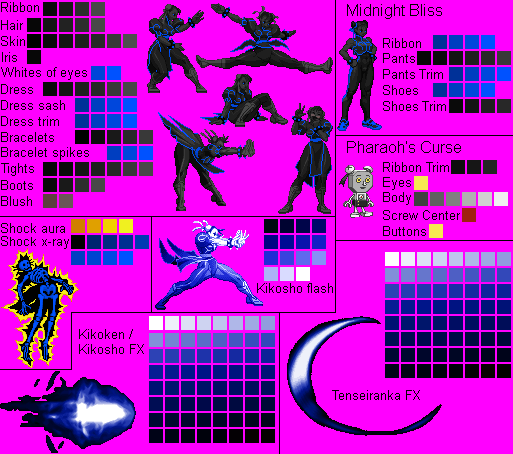 Ribbon
Hair
Skin
Iris
Whites of eyes
Dress
Dress sash
Dress trim
Bracelets
Bracelet spikes
Tights
Boots
Blush
Midnight Bliss
Ribbon
Pants
Pants Trim
Shoes
Shoes Trim
Pharaoh's Curse
Ribbon Trim
Eyes
Body
Screw Center
Buttons
Shock aura
Shock x-ray
Kikosho flash
Kikoken /
Kikosho FX
Tenseiranka FX